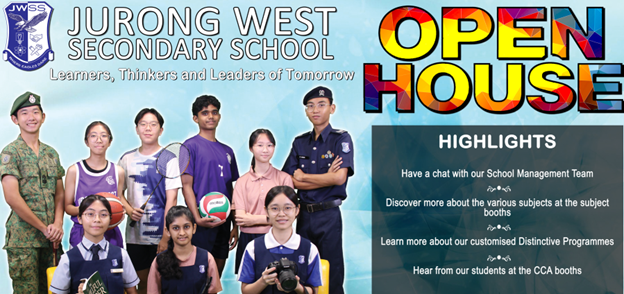 JWSS
JURONG WEST
SECONDARY SCHOOL
Learners, Thinkers and Leaders of Tomorrow
OPEN
HOUSE
HIGHLIGHTS
Have a chat with our School Management Team
Discover more about the various subjects at the subject
booths
Learn more about our customised Distinctive Programmes
Hear from our students at the CCA booths